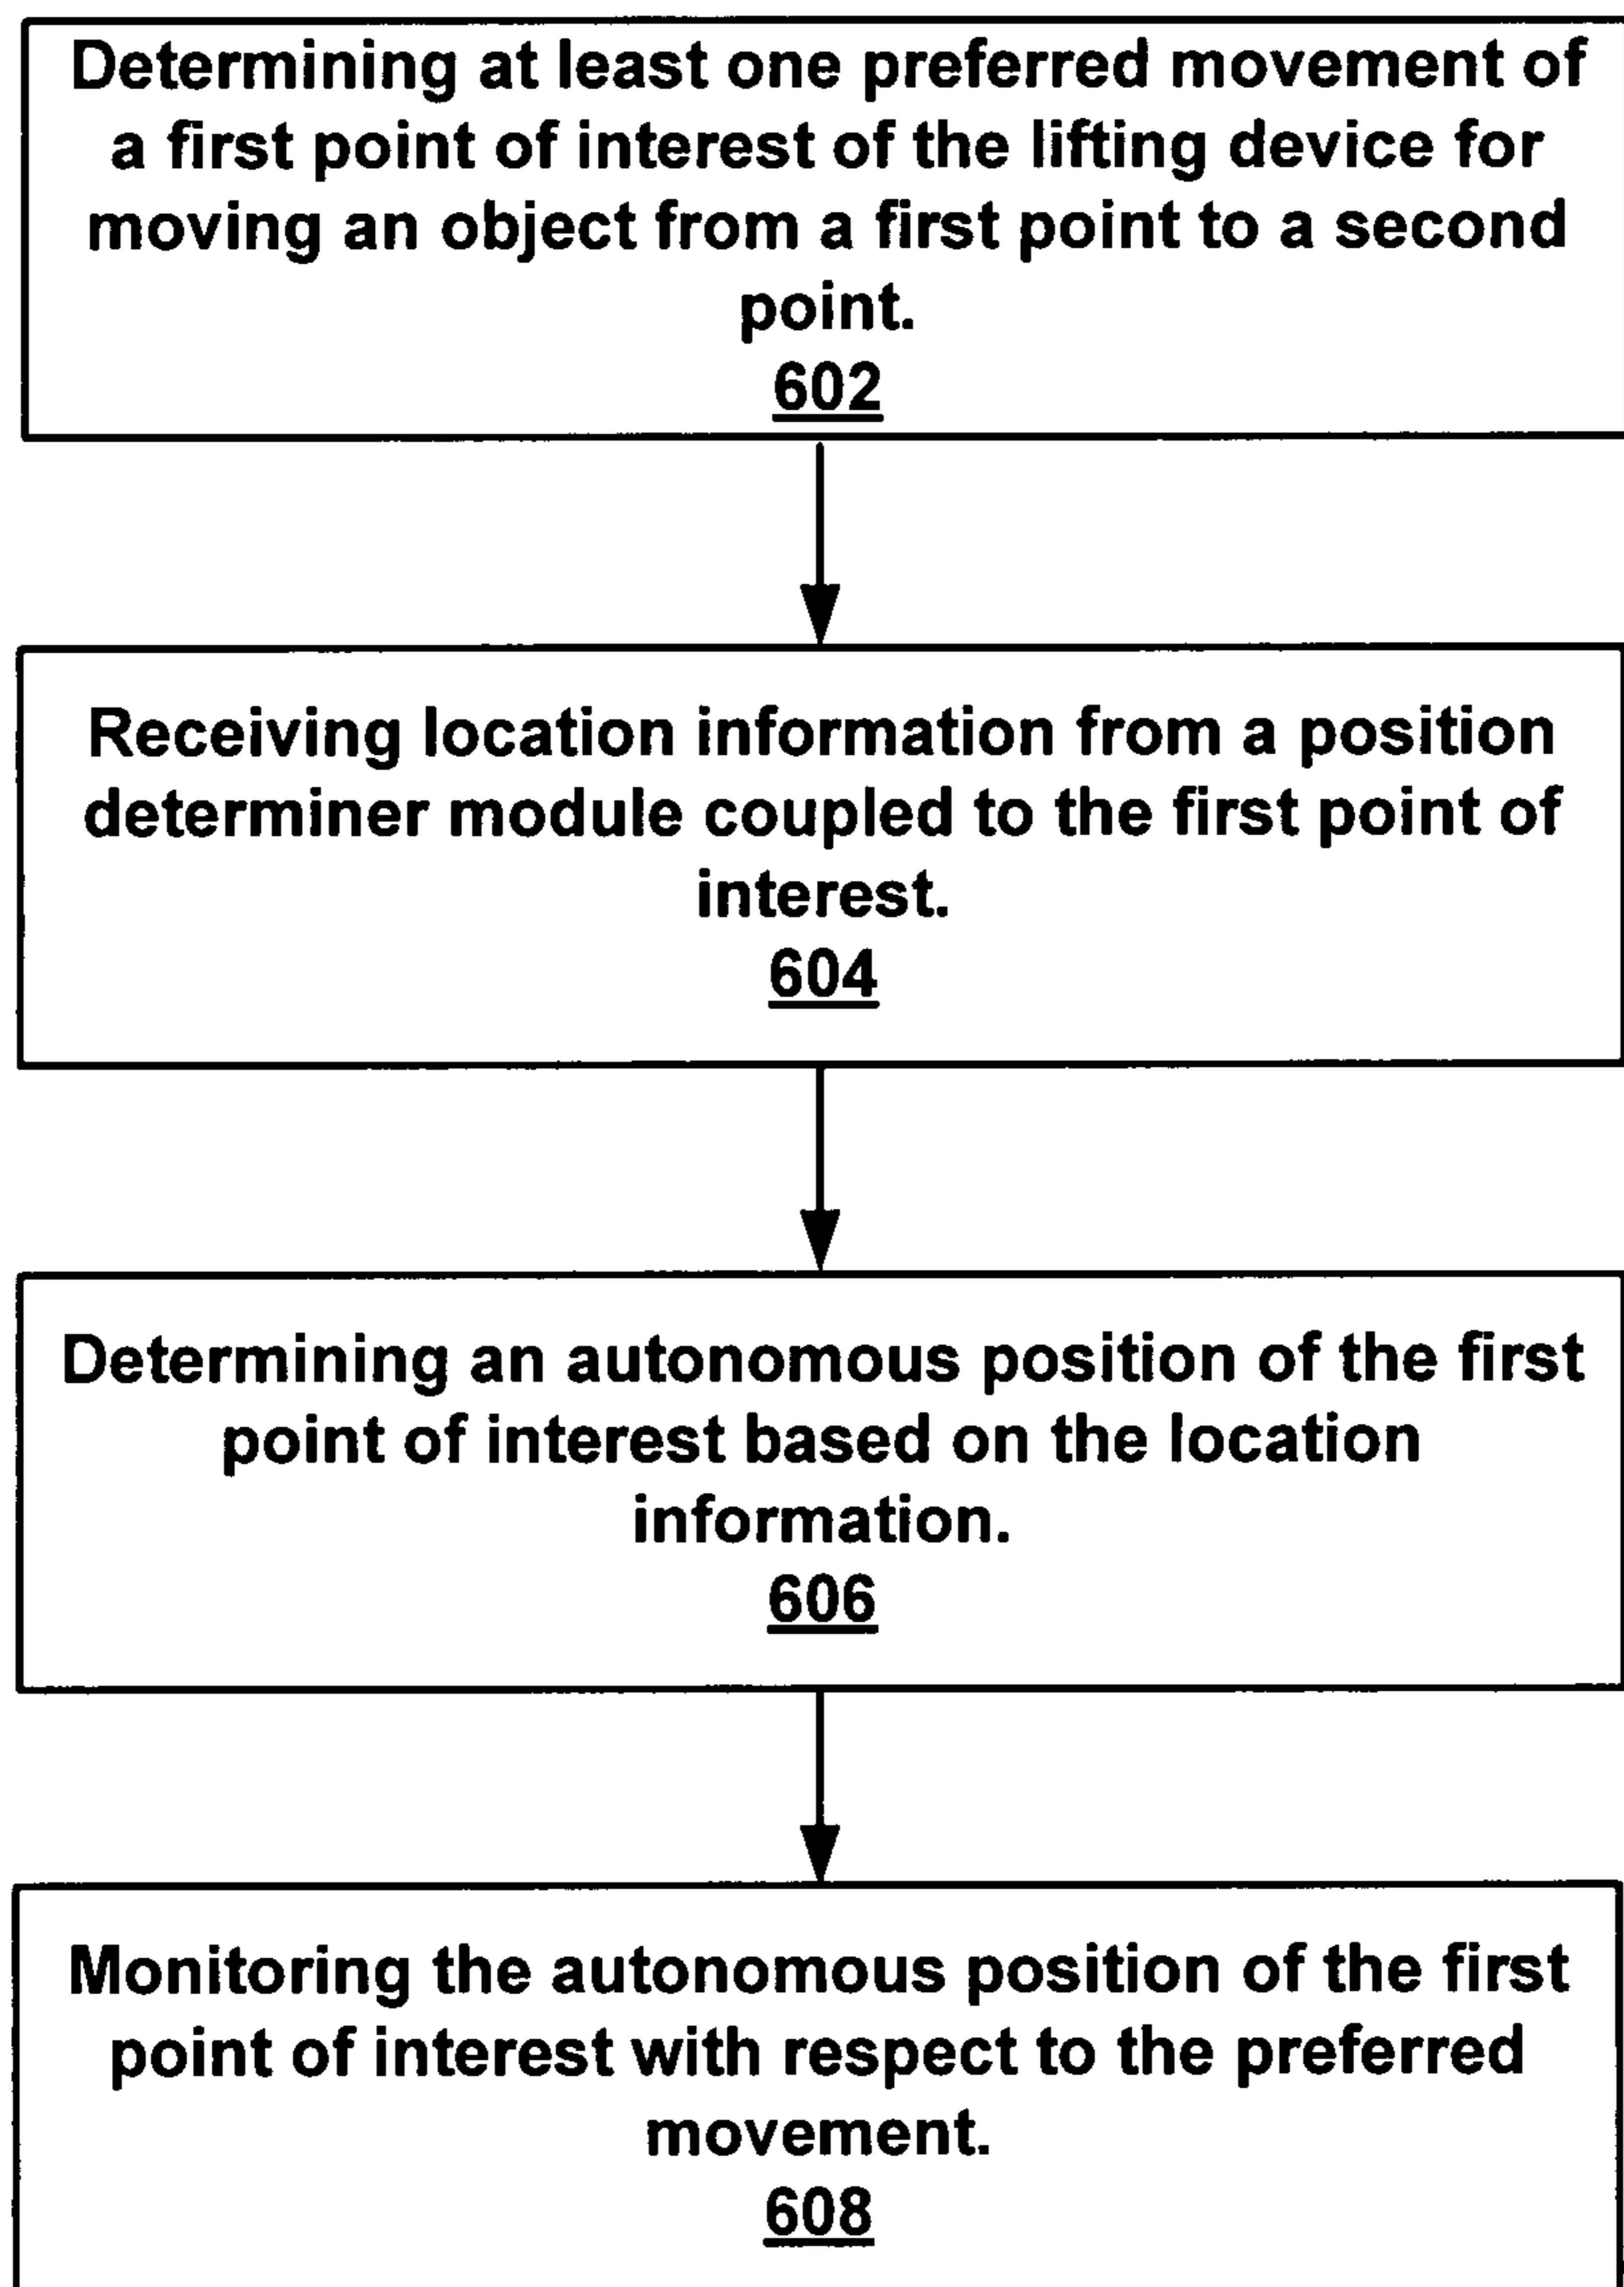 Determining at least one preferred movement of
a first point of interest of the lifting device for
moving an object from a first point to a second
point.
602
Receiving location information from a position
determiner module coupled to the first point of
interest.
604
Determining an autonomous position of the first
point of interest based on the location
information.
606
Monitoring the autonomous position of the first
point of interest with respect to the preferred
movement.
608